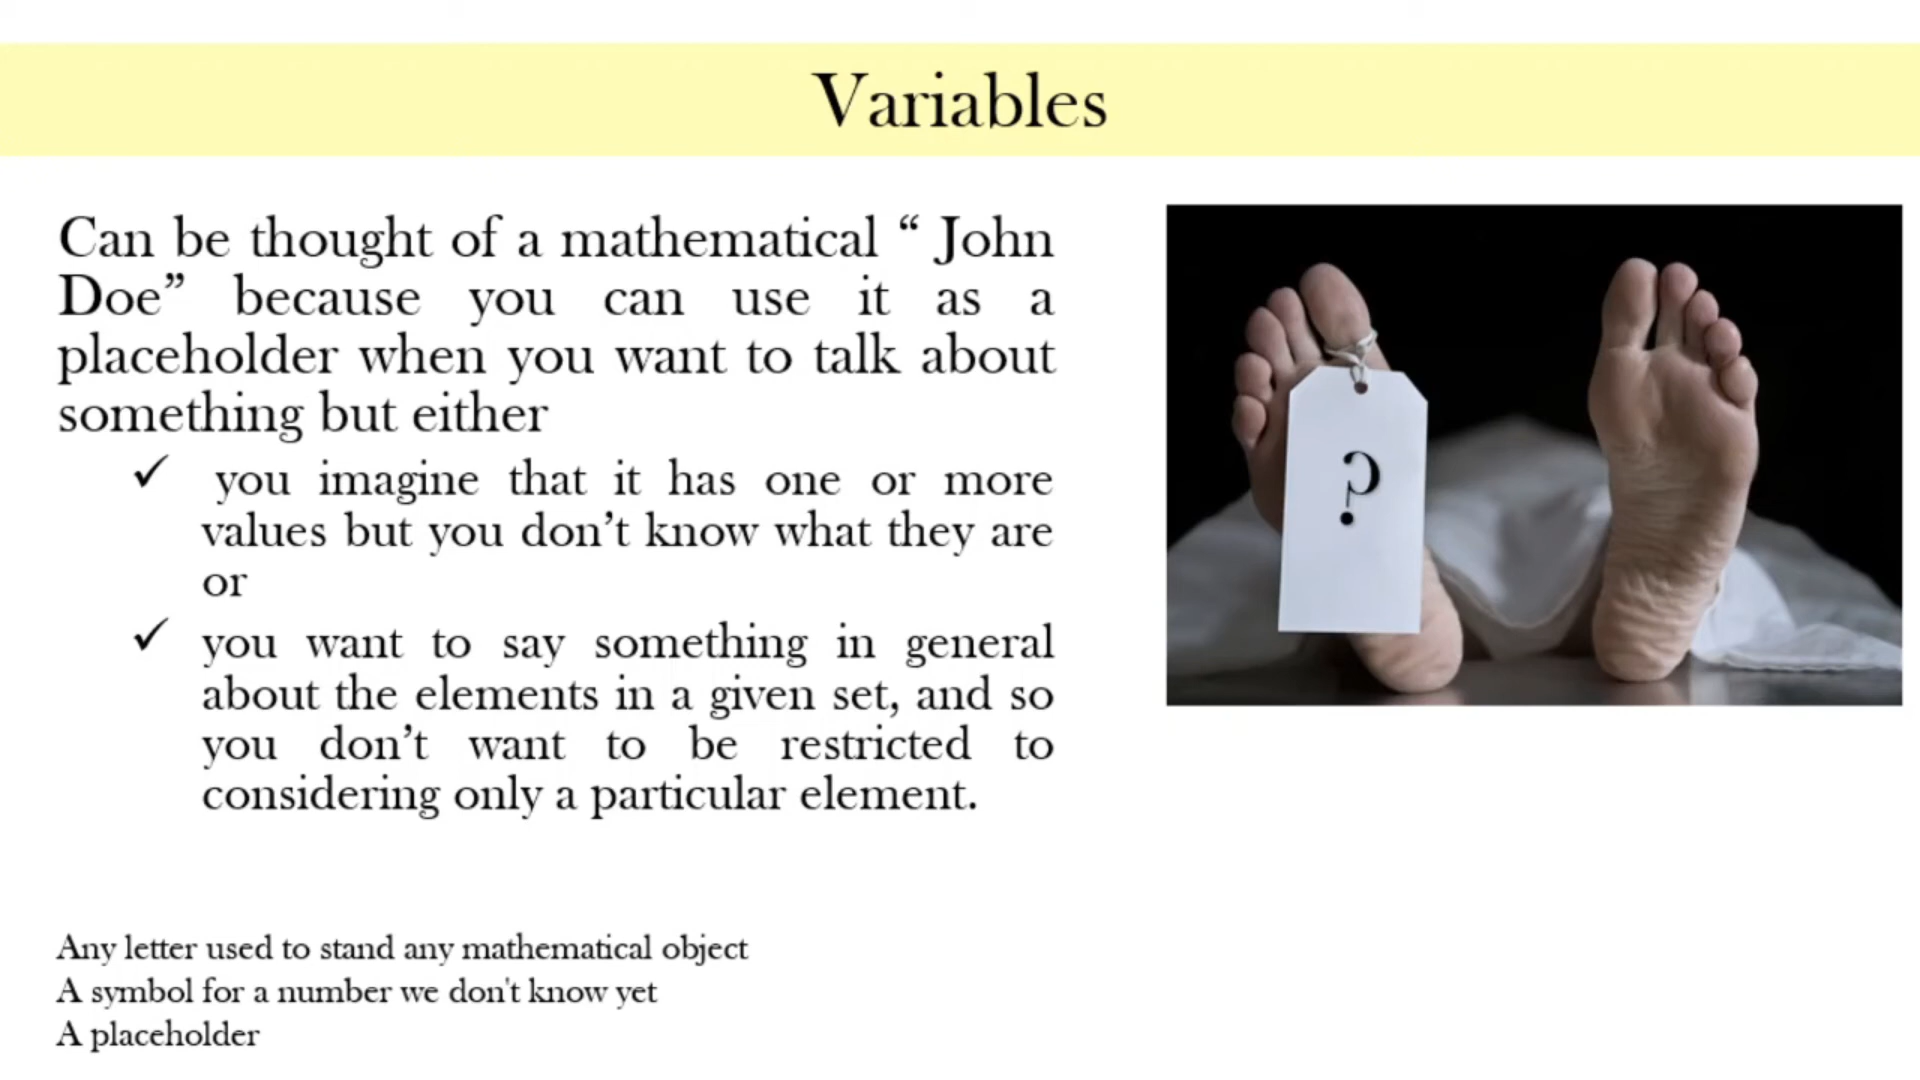 Variables
Can be thought of a mathematical “ John
Doe” because you can use it as a
placeholder when you want to talk about
something but either
✓ you imagine that it has one or more
values but you don’t know what they are
or
✓ you want to say something in general
about the elements in a given set, and so
you don’t want to be restricted to
considering only a particular element.
?
Any letter used to stand any mathematical object
A symbol for a number we don't know yet
A placeholder